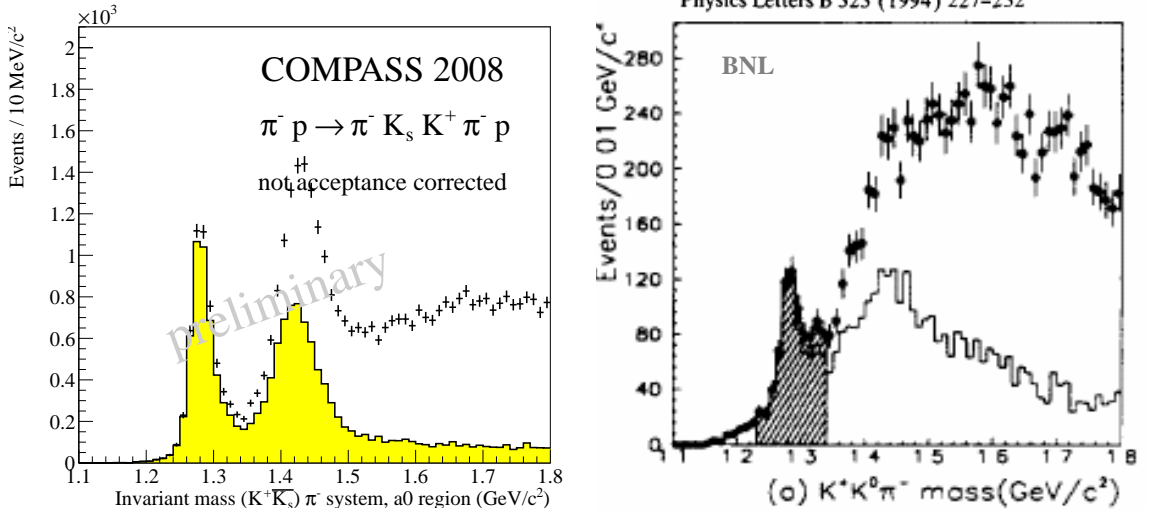 Physics Letters B 323 (1994) 227–232
×10³
Events / 10 MeV/c²
2
1.8
1.6
1.4
1.2
1
0.8
0.6
0.4
0.2
0
COMPASS 2008
π⁻ p → π⁻ Kₛ K⁺ π⁻ p
not acceptance corrected
preliminary
1.1 1.2 1.3 1.4 1.5 1.6 1.7 1.8
Invariant mass (K⁺K̅ₛ) π⁻ system, a0 region (GeV/c²)
Events/0 01 GeV/c²
280
240
200
160
120
80
40
0
BNL
1 1 1 2 1 3 1 4 1 5 1 6 1 7 1 8
(a) K⁺K⁰π⁻ mass(GeV/c²)